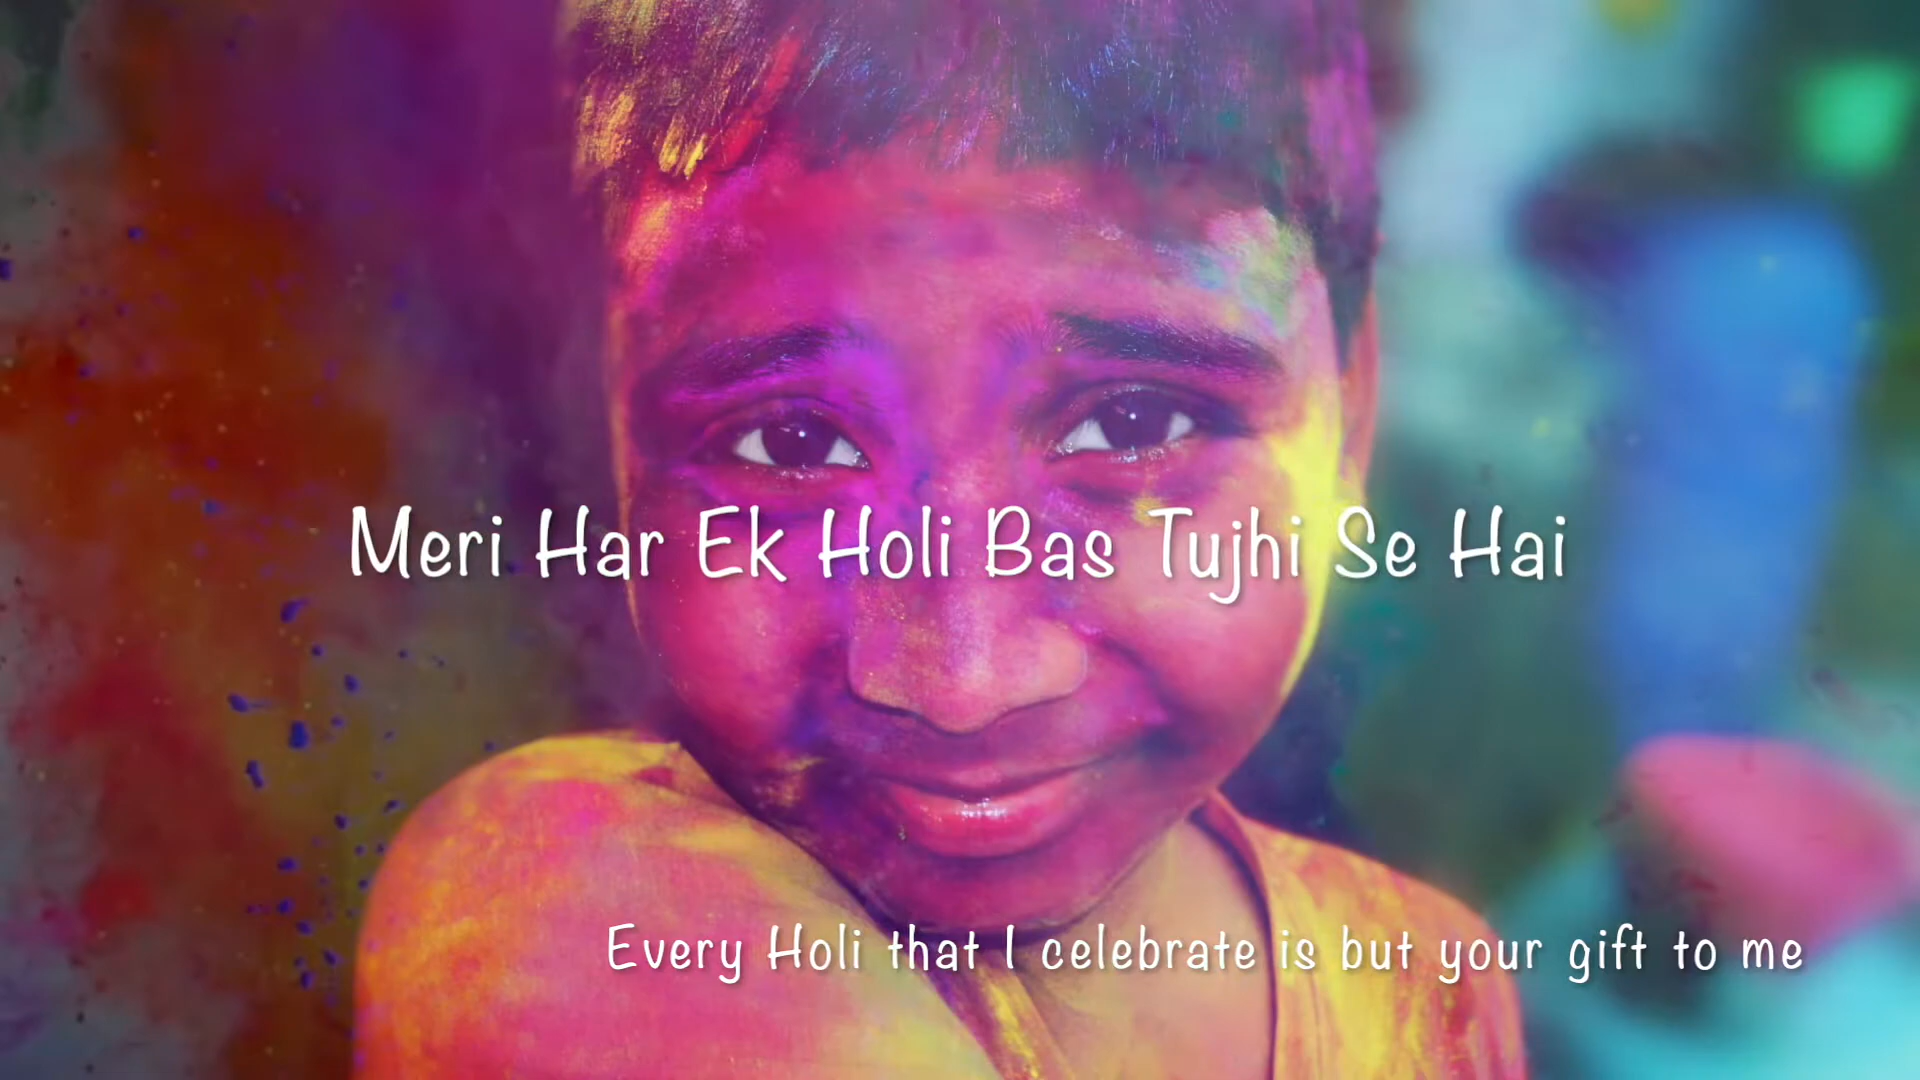 Meri Har Ek Holi Bas Tujhi Se Hai
Every Holi that I celebrate is but your gift to me